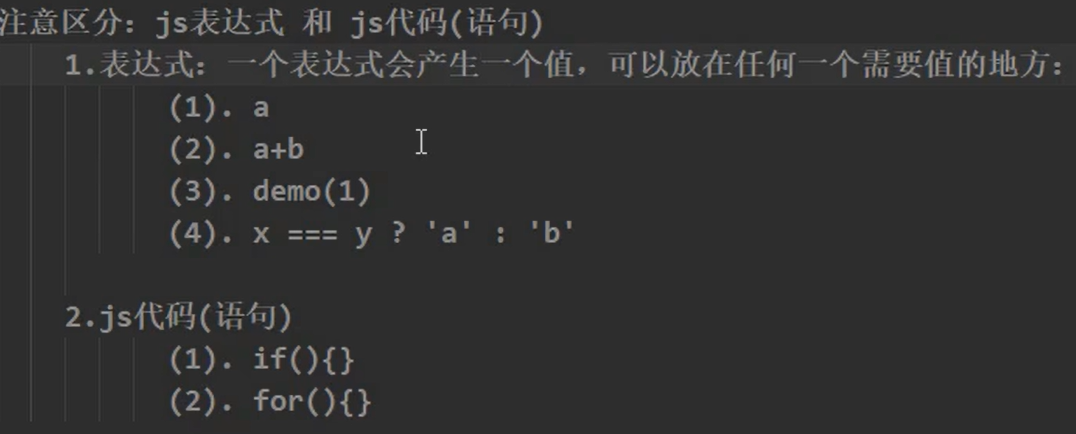 注意区分：js表达式 和 js代码(语句)
1.表达式：一个表达式会产生一个值，可以放在任何一个需要值的地方：
(1). a
(2). a+b
(3). demo(1)
(4). x === y ? 'a' : 'b'
2.js代码(语句)
(1). if(){}
(2). for(){}